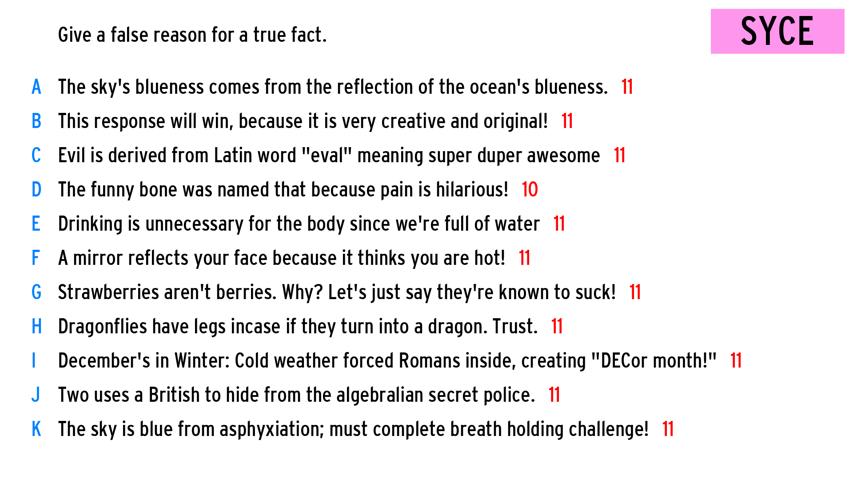 Give a false reason for a true fact.
SYCE
A The sky's blueness comes from the reflection of the ocean's blueness. 11
B This response will win, because it is very creative and original! 11
C Evil is derived from Latin word "eval" meaning super duper awesome 11
D The funny bone was named that because pain is hilarious! 10
E Drinking is unnecessary for the body since we're full of water 11
F A mirror reflects your face because it thinks you are hot! 11
G Strawberries aren't berries. Why? Let's just say they're known to suck! 11
H Dragonflies have legs incase if they turn into a dragon. Trust. 11
I December's in Winter: Cold weather forced Romans inside, creating "DECor month!" 11
J Two uses a British to hide from the algebralian secret police. 11
K The sky is blue from asphyxiation; must complete breath holding challenge! 11